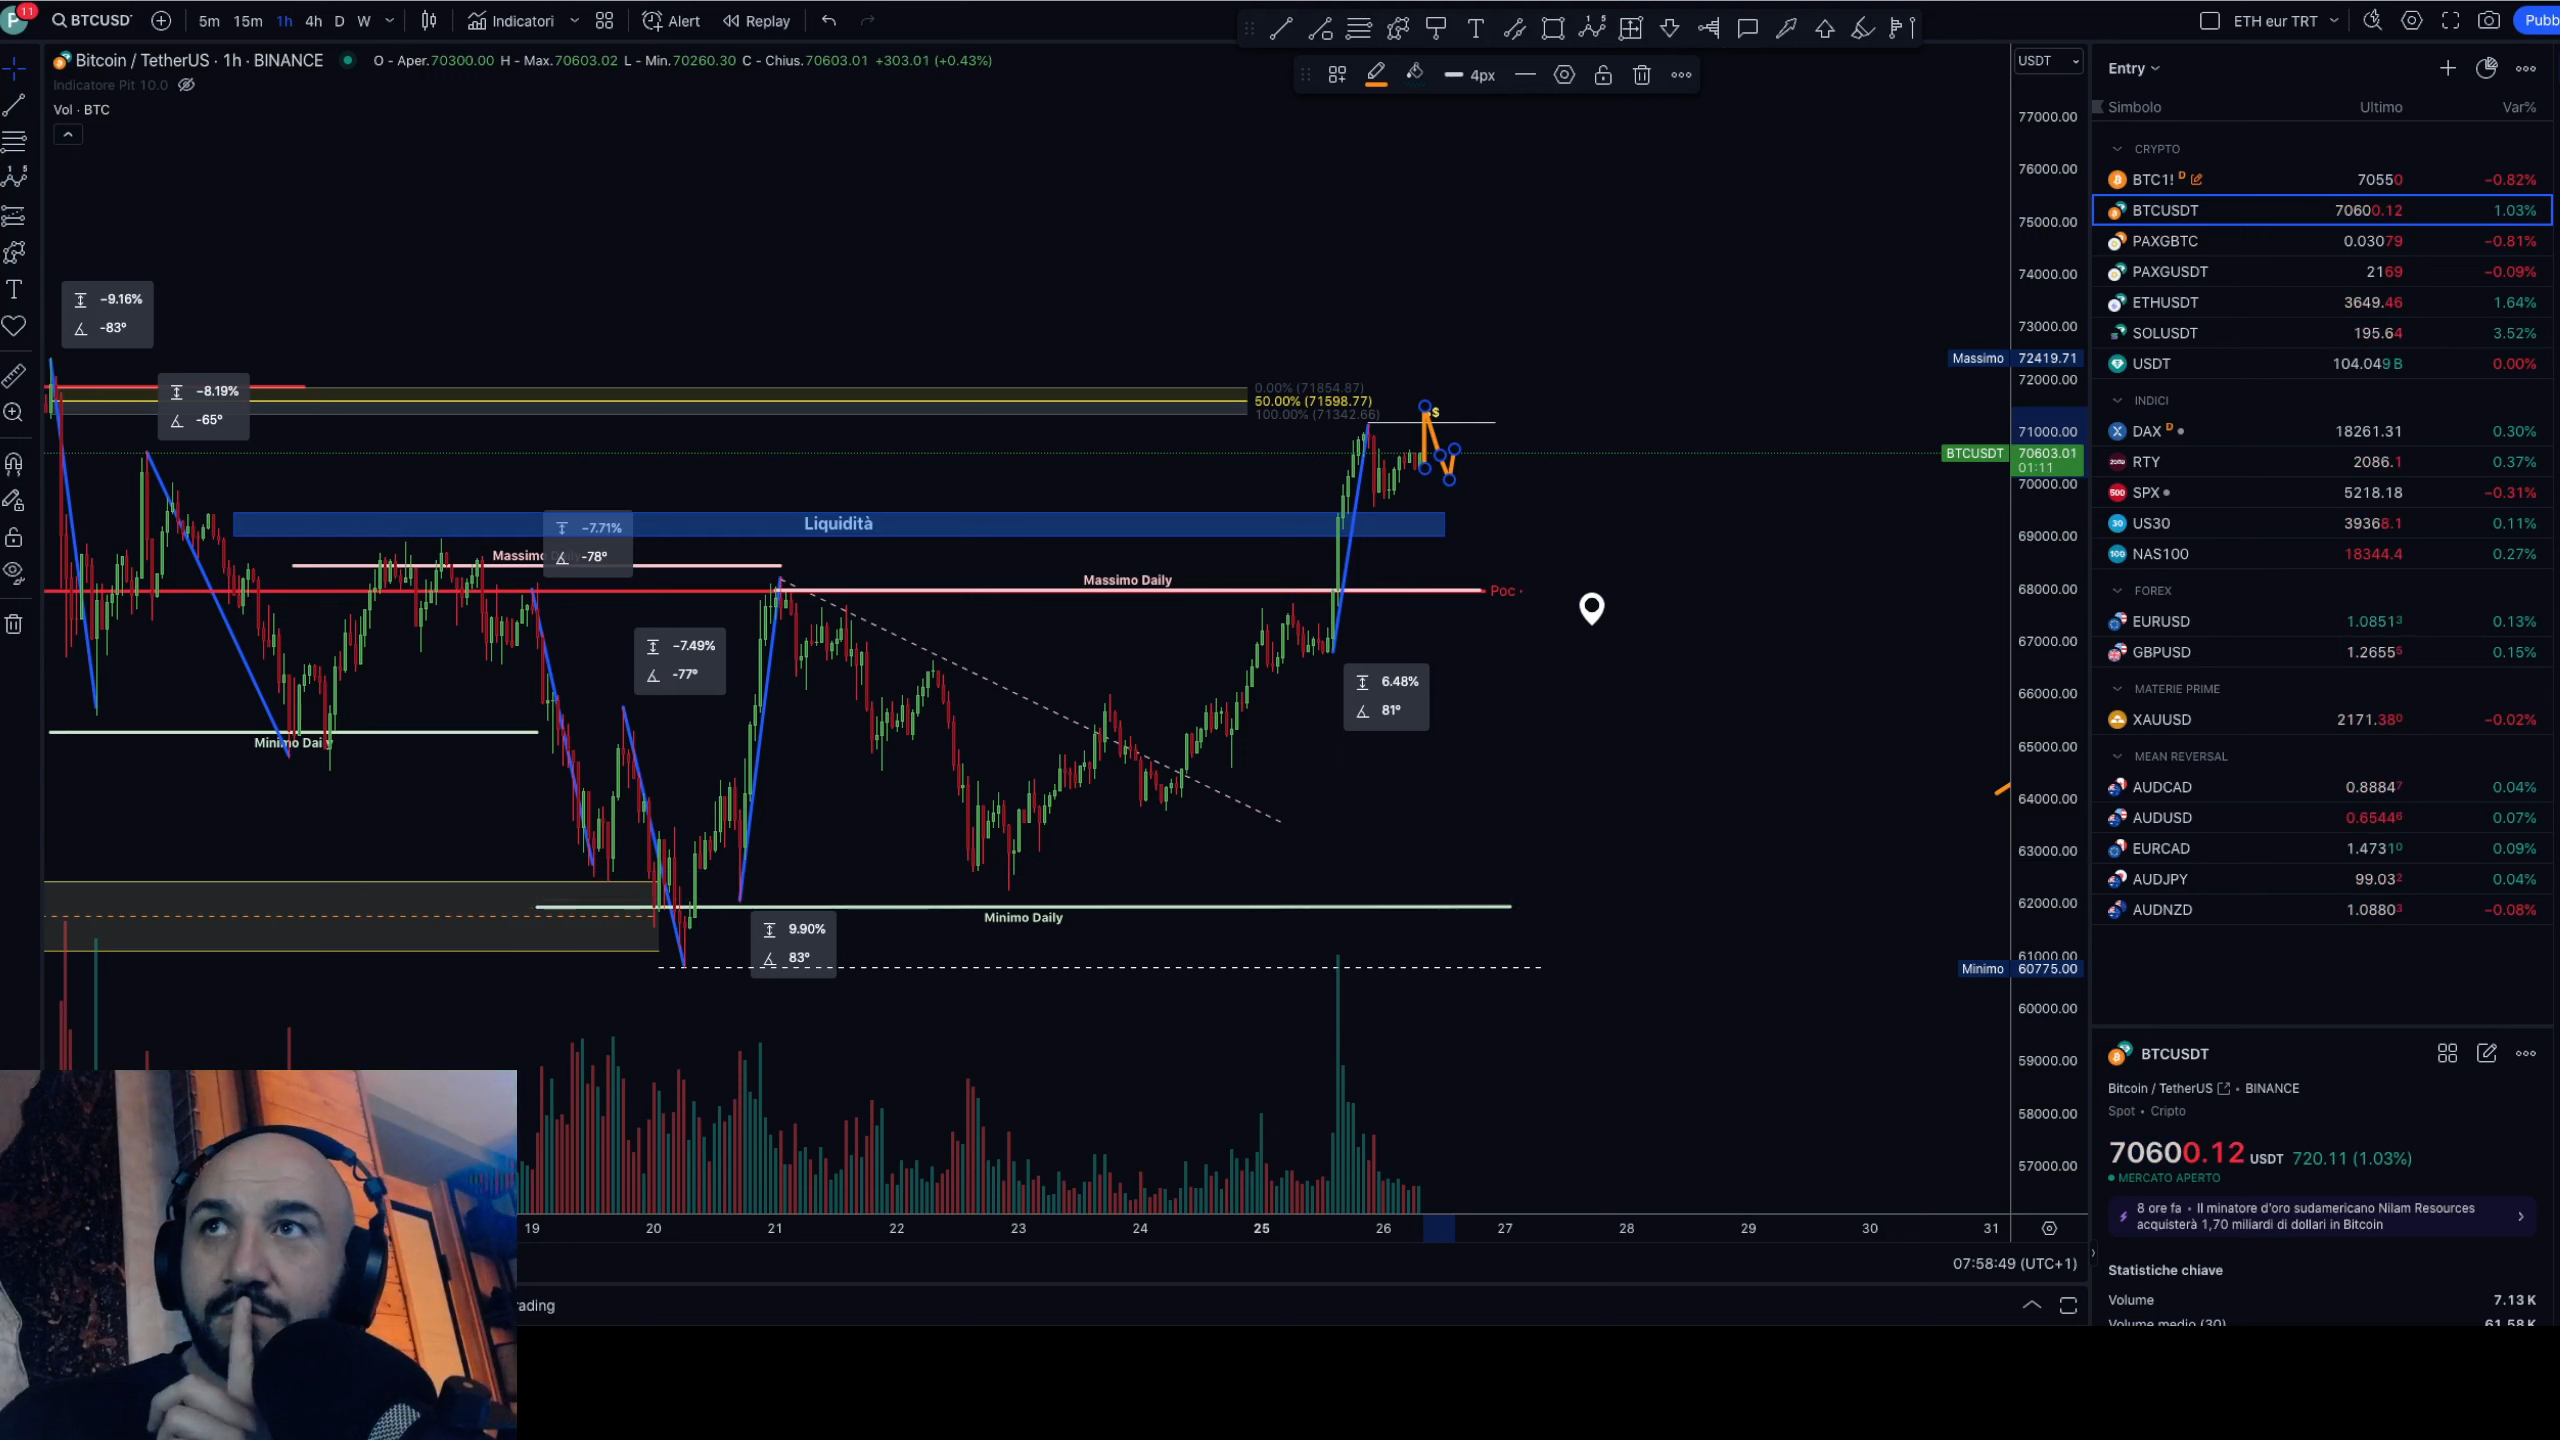 11
BTCUSD
5m 15m 1h 4h D W
Indicatori
Alert
Replay
ETH eur TRT
Pubb
Bitcoin / TetherUS · 1h · BINANCE
O - Aper.70300.00 H - Max.70603.02 L - Min.70260.30 C - Chius.70603.01 +303.01 (+0.43%)
Indicatore Pit 10.0
Vol · BTC
4px
USDT
77000.00
76000.00
75000.00
74000.00
73000.00
Massimo 72419.71
72000.00
71000.00
BTCUSDT 70603.01
01:11
70000.00
69000.00
68000.00
67000.00
66000.00
65000.00
64000.00
63000.00
62000.00
61000.00
Minimo 60775.00
60000.00
59000.00
58000.00
57000.00
−9.16%
-83°
−8.19%
-65°
0.00% (71854.87)
50.00% (71598.77)
100.00% (71342.66)
$
Liquidità
−7.71%
-78°
Massimo
Massimo Daily
Poc
−7.49%
-77°
6.48%
81°
Minimo Daily
Minimo Daily
9.90%
83°
19 20 21 22 23 24 25 26 27 28 29 30 31
07:58:49 (UTC+1)
ading
Entry
Simbolo Ultimo Var%
CRYPTO
BTC1! D 70550 −0.82%
BTCUSDT 70600.12 1.03%
PAXGBTC 0.03079 −0.81%
PAXGUSDT 2169 −0.09%
ETHUSDT 3649.46 1.64%
SOLUSDT 195.64 3.52%
USDT 104.049 B 0.00%
INDICI
DAX D 18261.31 0.30%
RTY 2086.1 0.37%
SPX 5218.18 −0.31%
US30 39368.1 0.11%
NAS100 18344.4 0.27%
FOREX
EURUSD 1.08513 0.13%
GBPUSD 1.26555 0.15%
MATERIE PRIME
XAUUSD 2171.380 −0.02%
MEAN REVERSAL
AUDCAD 0.88847 0.04%
AUDUSD 0.65446 0.07%
EURCAD 1.47310 0.09%
AUDJPY 99.032 0.04%
AUDNZD 1.08803 −0.08%
BTCUSDT
Bitcoin / TetherUS • BINANCE
Spot • Cripto
70600.12 USDT 720.11 (1.03%)
MERCATO APERTO
8 ore fa • Il minatore d'oro sudamericano Nilam Resources
acquisterà 1,70 miliardi di dollari in Bitcoin
Statistiche chiave
Volume 7.13 K
Volume medio (30) 61.58 K